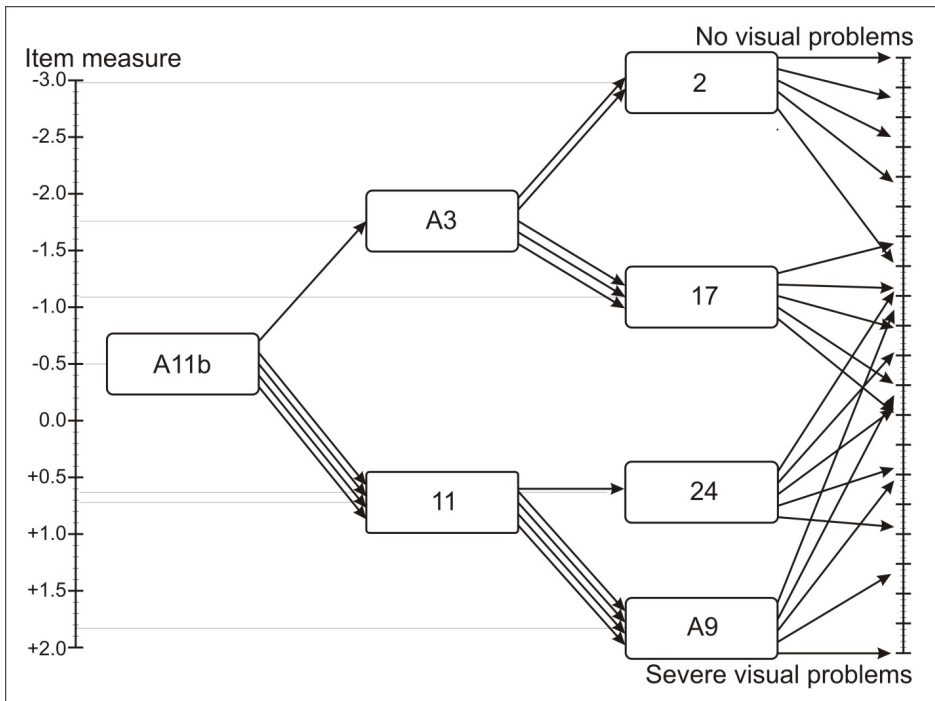 No visual problems
Item measure
-3.0
-2.5
-2.0
-1.5
-1.0
-0.5
0.0
+0.5
+1.0
+1.5
+2.0
A11b
A3
11
2
17
24
A9
Severe visual problems